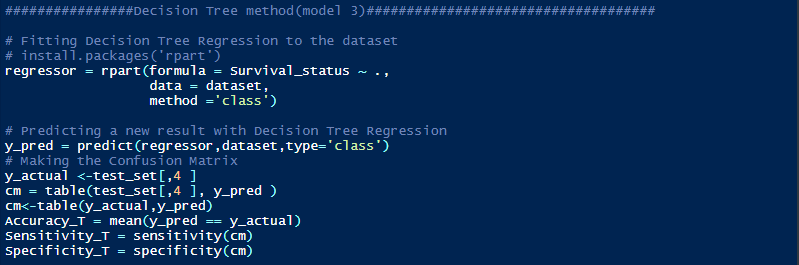 ################Decision Tree method(model 3)####################################
# Fitting Decision Tree Regression to the dataset
# install.packages('rpart')
regressor = rpart(formula = Survival_status ~ .,
data = dataset,
method ='class')
# Predicting a new result with Decision Tree Regression
y_pred = predict(regressor,dataset,type='class')
# Making the Confusion Matrix
y_actual <-test_set[,4 ]
cm = table(test_set[,4 ], y_pred )
cm<-table(y_actual,y_pred)
Accuracy_T = mean(y_pred == y_actual)
Sensitivity_T = sensitivity(cm)
Specificity_T = specificity(cm)